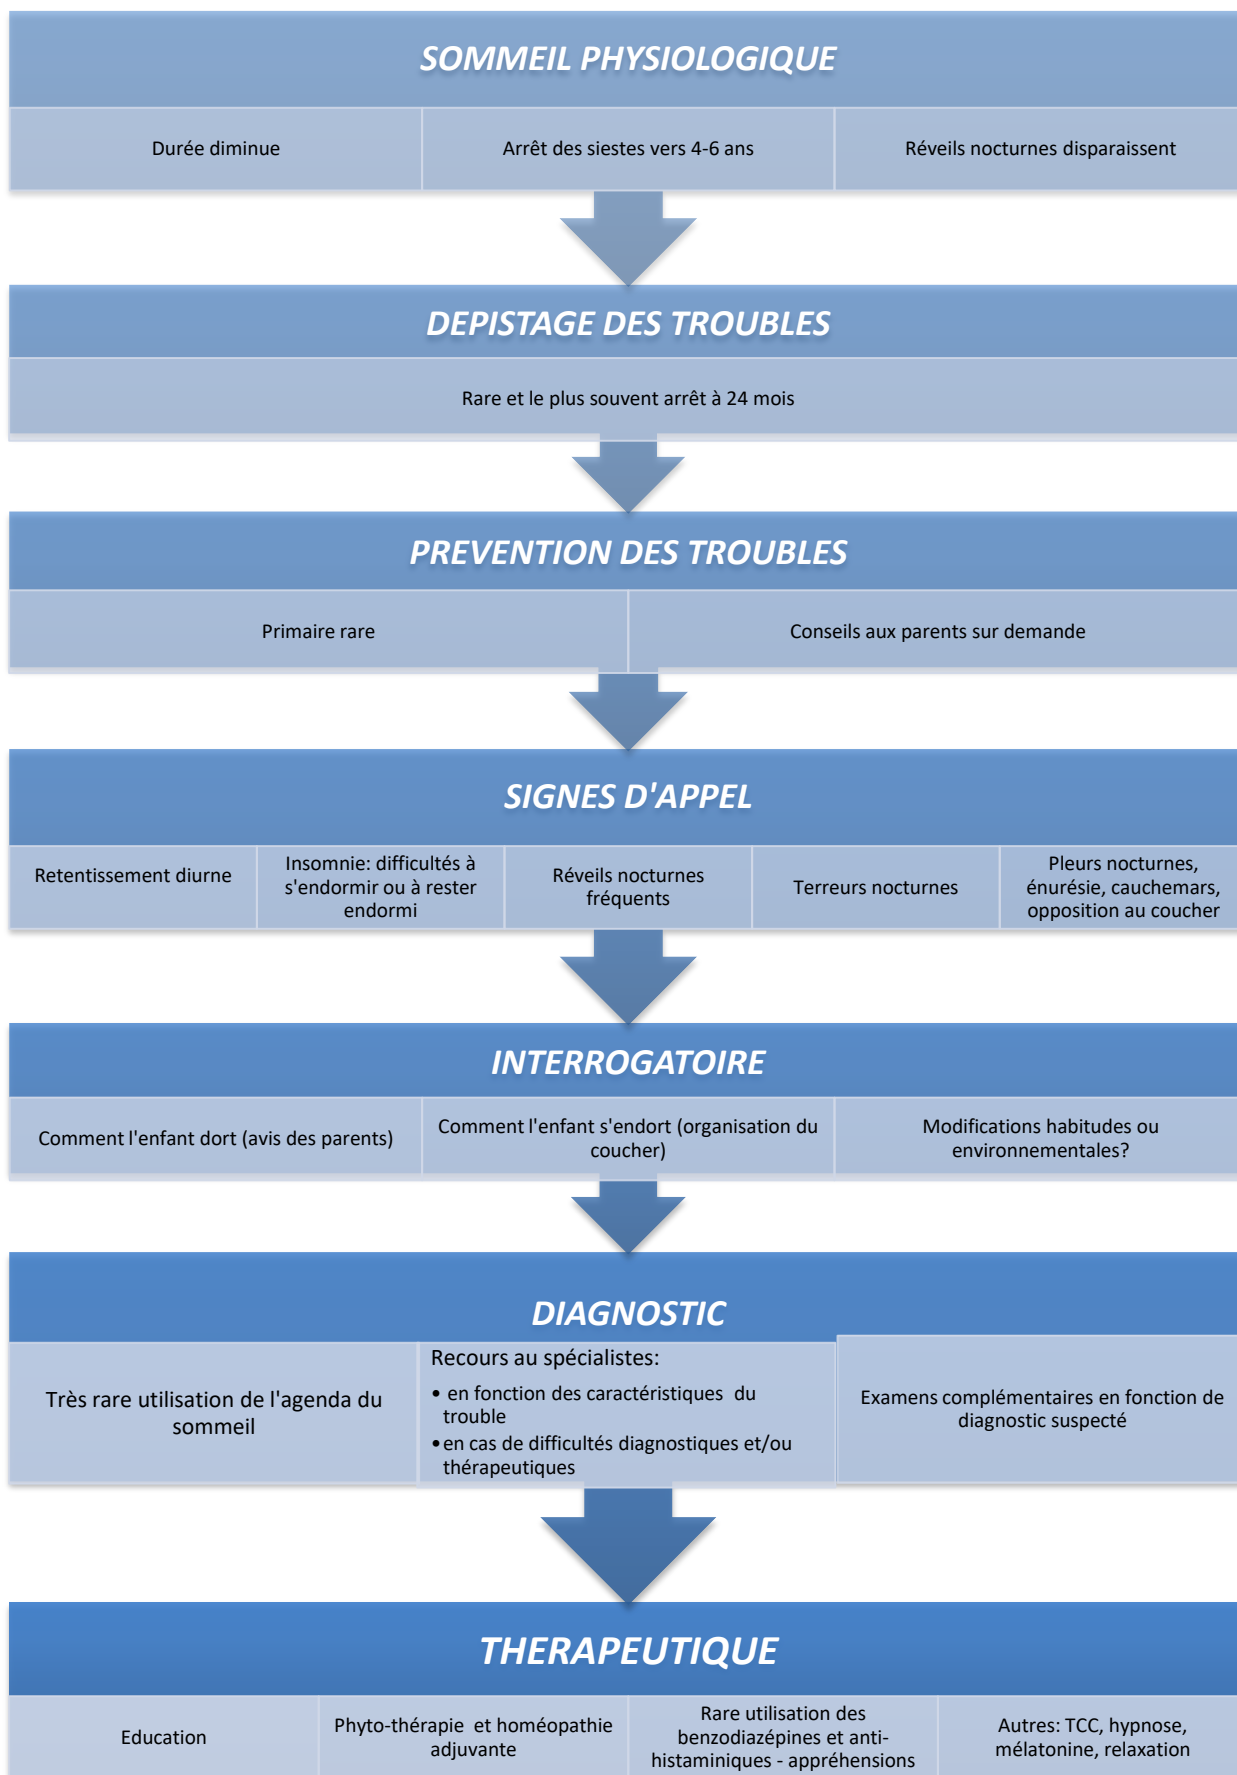 SOMMEIL PHYSIOLOGIQUE
Durée diminue
Arrêt des siestes vers 4-6 ans
Réveils nocturnes disparaissent
DEPISTAGE DES TROUBLES
Rare et le plus souvent arrêt à 24 mois
PREVENTION DES TROUBLES
Primaire rare
Conseils aux parents sur demande
SIGNES D'APPEL
Retentissement diurne
Insomnie: difficultés à
s'endormir ou à rester
endormi
Réveils nocturnes
fréquents
Terreurs nocturnes
Pleurs nocturnes,
énurésie, cauchemars,
opposition au coucher
INTERROGATOIRE
Comment l'enfant dort (avis des parents)
Comment l'enfant s'endort (organisation du
coucher)
Modifications habitudes ou
environnementales?
DIAGNOSTIC
Très rare utilisation de l'agenda du
sommeil
Recours au spécialistes:
• en fonction des caractéristiques du
trouble
• en cas de difficultés diagnostiques et/ou
thérapeutiques
Examens complémentaires en fonction de
diagnostic suspecté
THERAPEUTIQUE
Education
Phyto-thérapie et homéopathie
adjuvante
Rare utilisation des
benzodiazépines et anti-
histaminiques - appréhensions
Autres: TCC, hypnose,
mélatonine, relaxation